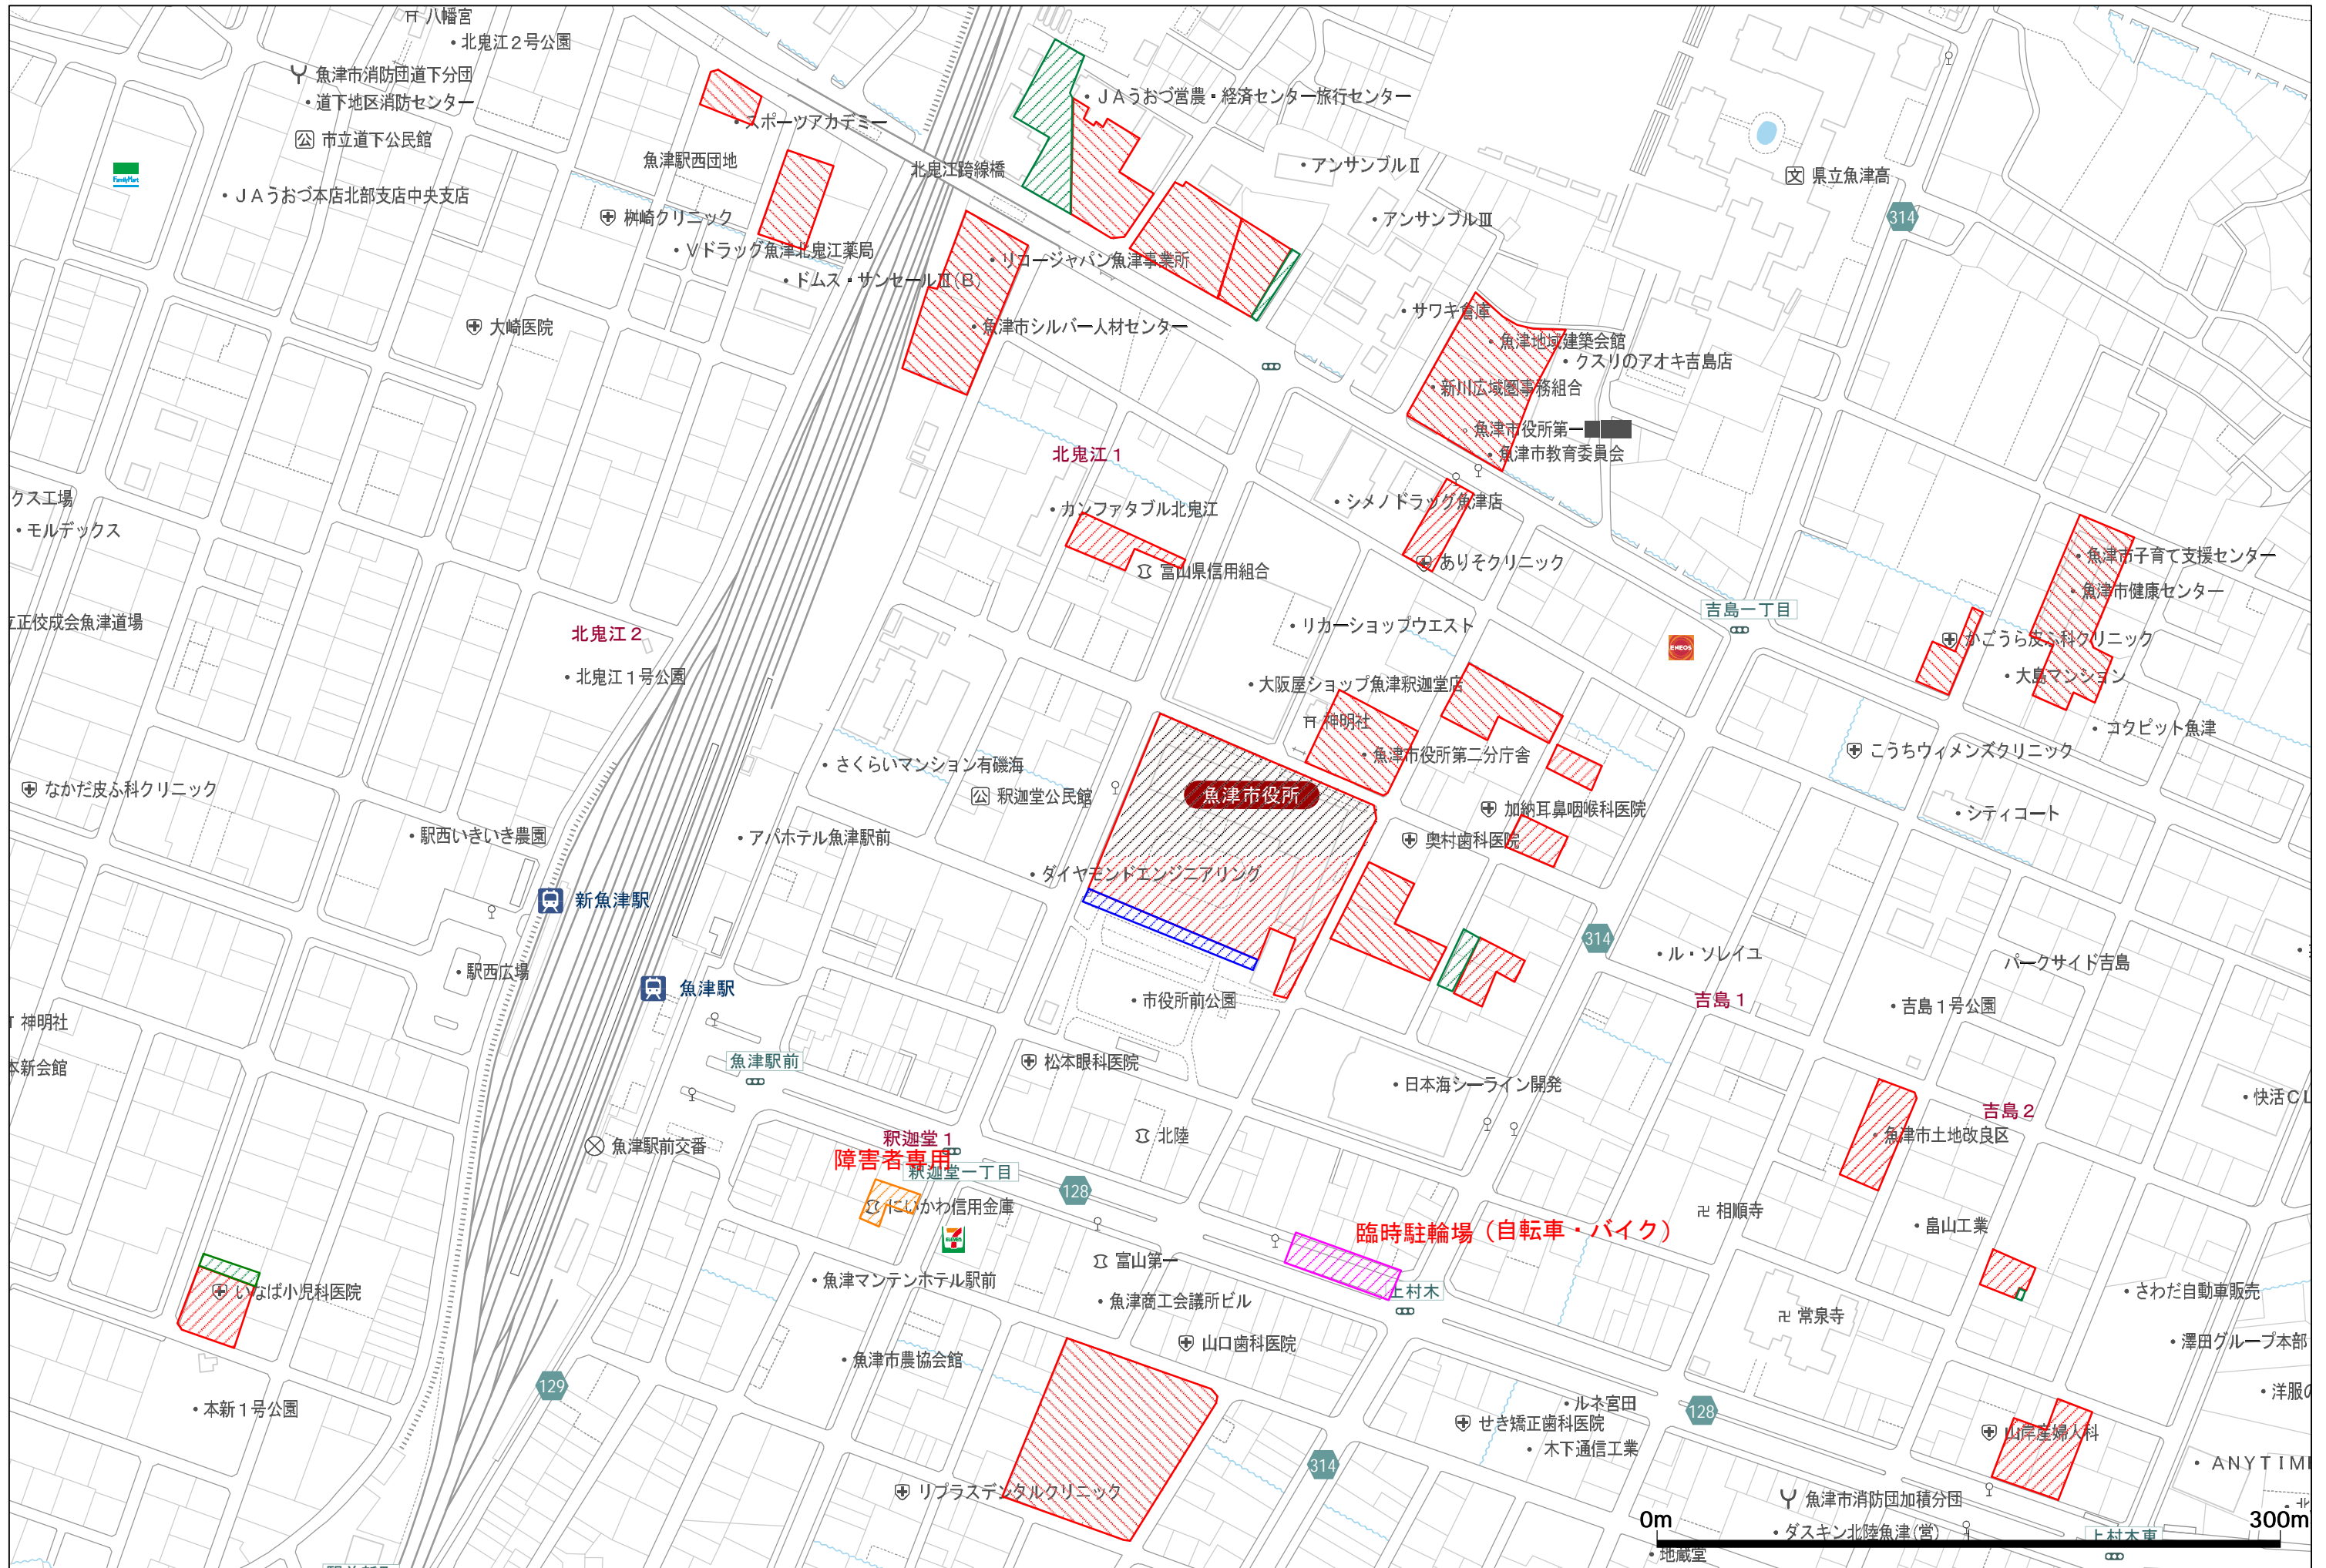 八幡宮
北鬼江2号公園
魚津市消防団道下分団
道下地区消防センター
市立道下公民館
FamilyMart
JAうおづ本店北部支店中央支店
スポーツアカデミー
魚津駅西団地
桝崎クリニック
Vドラッグ魚津北鬼江薬局
ドムス・サンセールⅡ(B)
大崎医院
北鬼江跨線橋
JAうおづ営農・経済センター旅行センター
アンサンブルⅡ
アンサンブルⅢ
リコージャパン魚津事業所
魚津市シルバー人材センター
県立魚津高
文
314
サワキ倉庫
魚津地域建築会館
クスリのアオキ吉島店
新川広域圏事務組合
魚津市役所第一
魚津市教育委員会
北鬼江1
カンファタブル北鬼江
富山県信用組合
シメノドラッグ魚津店
ありそクリニック
クス工場
モルデックス
立正佼成会魚津道場
北鬼江2
北鬼江1号公園
リカーショップウエスト
大阪屋ショップ魚津釈迦堂店
神明社
魚津市役所第二分庁舎
吉島一丁目
ENEOS
魚津市子育て支援センター
魚津市健康センター
かごうら皮ふ科クリニック
大島マンション
コクピット魚津
こうちウィメンズクリニック
シティコート
なかだ皮ふ科クリニック
駅西いきいき農園
さくらいマンション有磯海
公 釈迦堂公民館
アパホテル魚津駅前
魚津市役所
ダイヤモンドエンジニアリング
加納耳鼻咽喉科医院
奥村歯科医院
新魚津駅
駅西広場
魚津駅
市役所前公園
314
ル・ソレイユ
吉島1
パークサイド吉島
吉島1号公園
神明社
本新会館
魚津駅前
松本眼科医院
日本海シーライン開発
快活CL
吉島2
魚津市土地改良区
魚津駅前交番
釈迦堂1
障害者専用
釈迦堂一丁目
北陸
128
にいかわ信用金庫
臨時駐輪場（自転車・バイク）
相順寺
畠山工業
いなば小児科医院
魚津マンテンホテル駅前
富山第一
魚津商工会議所ビル
上村木
常泉寺
さわだ自動車販売
山口歯科医院
澤田グループ本部
魚津市農協会館
129
本新1号公園
ルネ宮田
せき矯正歯科医院
木下通信工業
128
洋服の
山岸産婦人科
ANYTIME
リプラスデンタルクリニック
314
魚津市消防団加積分団
0m
300m
ダスキン北陸魚津(営)
上村木東
地蔵堂